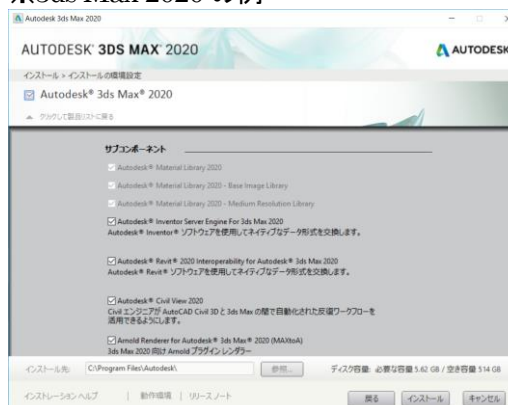 ※3ds Max 2020 の例
Autodesk 3ds Max 2020
AUTODESK® 3DS MAX® 2020
AUTODESK
インストール > インストールの環境設定
Autodesk® 3ds Max® 2020
クリックして製品リストに戻る
サブコンポーネント
Autodesk® Material Library 2020
Autodesk® Material Library 2020 - Base Image Library
Autodesk® Material Library 2020 - Medium Resolution Library
Autodesk® Inventor Server Engine For 3ds Max 2020
Autodesk® Inventor® ソフトウェアを使用してネイティブなデータ形式を交換します。
Autodesk® Revit® 2020 Interoperability for Autodesk® 3ds Max 2020
Autodesk® Revit® ソフトウェアを使用してネイティブなデータ形式を交換します。
Autodesk® Civil View 2020
Civil エンジニアが AutoCAD Civil 3D と 3ds Max の間で自動化された反復ワークフローを
活用できるようにします。
Arnold Renderer for Autodesk® 3ds Max® 2020 (MAXtoA)
3ds Max 2020 向け Arnold プラグイン レンダラー
インストール先: C:\Program Files\Autodesk\ 参照... ディスク容量: 必要な容量 5.62 GB / 空き容量 514 GB
インストレーション ヘルプ | 動作環境 | リリース ノート 戻る インストール キャンセル